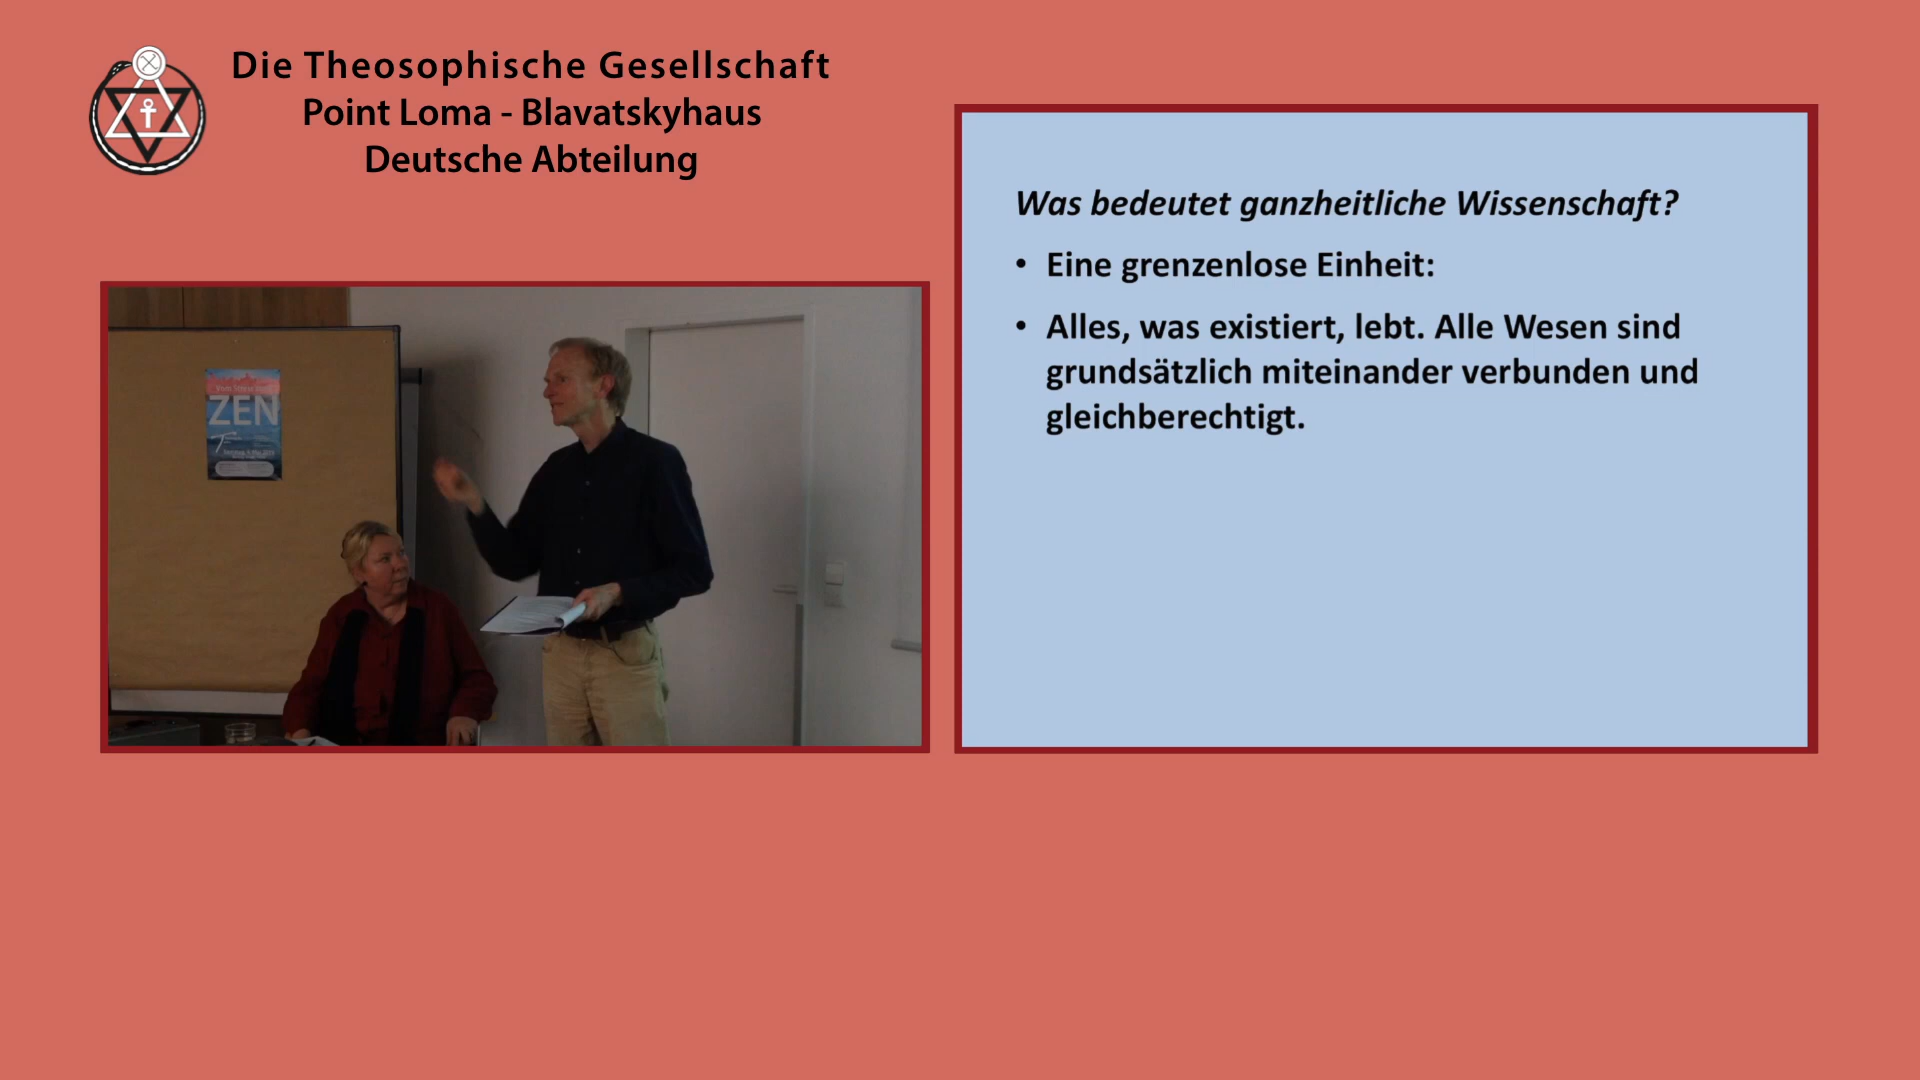 Die Theosophische Gesellschaft
Point Loma - Blavatskyhaus
Deutsche Abteilung
Was bedeutet ganzheitliche Wissenschaft?
• Eine grenzenlose Einheit:
• Alles, was existiert, lebt. Alle Wesen sind
grundsätzlich miteinander verbunden und
gleichberechtigt.
ZEN